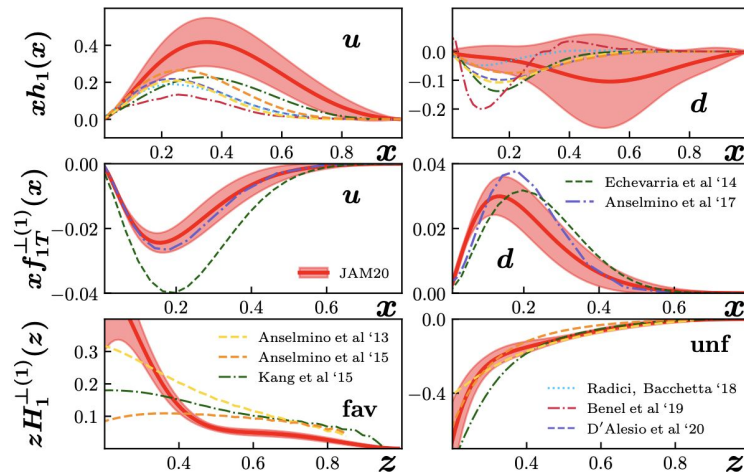 xh₁(x)
0.4
0.2
0.0
u
0.2 0.4 0.6 0.8 x
0.0
−0.1
−0.2
d
0.2 0.4 0.6 0.8 x
xf₁T^⊥(1)(x)
0.00
−0.02
−0.04
u
JAM20
0.2 0.4 0.6 0.8 x
0.04
0.02
0.00
Echevarria et al ‘14
Anselmino et al ‘17
d
0.2 0.4 0.6 0.8 x
zH₁^⊥(1)(z)
0.3
0.2
0.1
Anselmino et al ‘13
Anselmino et al ‘15
Kang et al ‘15
fav
0.4 0.6 0.8 z
0.0
−0.4
unf
Radici, Bacchetta ‘18
Benel et al ‘19
D′Alesio et al ‘20
0.4 0.6 0.8 z